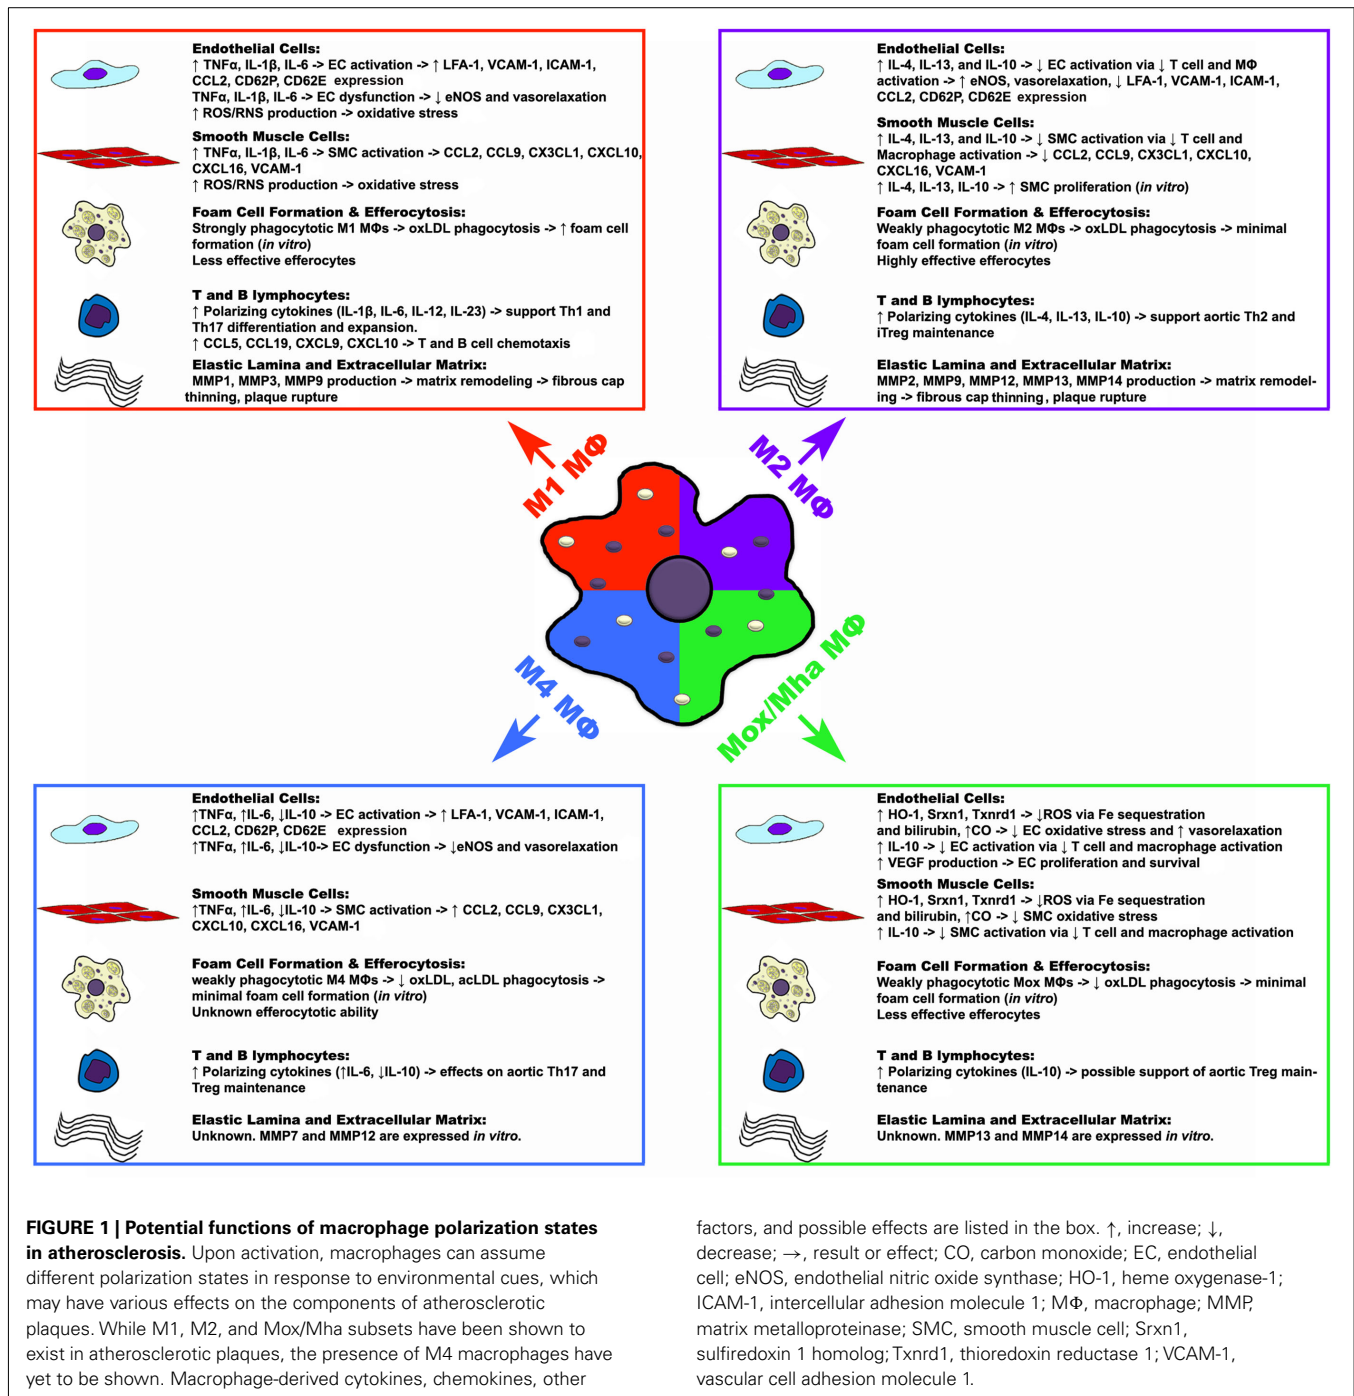 Endothelial Cells:
↑ TNFα, IL-1β, IL-6 -> EC activation -> ↑ LFA-1, VCAM-1, ICAM-1,
CCL2, CD62P, CD62E expression
TNFα, IL-1β, IL-6 -> EC dysfunction -> ↓ eNOS and vasorelaxation
↑ ROS/RNS production -> oxidative stress
Smooth Muscle Cells:
↑ TNFα, IL-1β, IL-6 -> SMC activation -> CCL2, CCL9, CX3CL1, CXCL10,
CXCL16, VCAM-1
↑ ROS/RNS production -> oxidative stress
Foam Cell Formation & Efferocytosis:
Strongly phagocytotic M1 MΦs -> oxLDL phagocytosis -> ↑ foam cell
formation (in vitro)
Less effective efferocytes
T and B lymphocytes:
↑ Polarizing cytokines (IL-1β, IL-6, IL-12, IL-23) -> support Th1 and
Th17 differentiation and expansion.
↑ CCL5, CCL19, CXCL9, CXCL10 -> T and B cell chemotaxis
Elastic Lamina and Extracellular Matrix:
MMP1, MMP3, MMP9 production -> matrix remodeling -> fibrous cap
thinning, plaque rupture
Endothelial Cells:
↑ IL-4, IL-13, and IL-10 -> ↓ EC activation via ↓ T cell and MΦ
activation -> ↑ eNOS, vasorelaxation, ↓ LFA-1, VCAM-1, ICAM-1,
CCL2, CD62P, CD62E expression
Smooth Muscle Cells:
↑ IL-4, IL-13, and IL-10 -> ↓ SMC activation via ↓ T cell and
Macrophage activation -> ↓ CCL2, CCL9, CX3CL1, CXCL10,
CXCL16, VCAM-1
↑ IL-4, IL-13, IL-10 -> ↑ SMC proliferation (in vitro)
Foam Cell Formation & Efferocytosis:
Weakly phagocytotic M2 MΦs -> oxLDL phagocytosis -> minimal
foam cell formation (in vitro)
Highly effective efferocytes
T and B lymphocytes:
↑ Polarizing cytokines (IL-4, IL-13, IL-10) -> support aortic Th2 and
iTreg maintenance
Elastic Lamina and Extracellular Matrix:
MMP2, MMP9, MMP12, MMP13, MMP14 production -> matrix remodel-
ing -> fibrous cap thinning, plaque rupture
M1 MΦ
M2 MΦ
M4 MΦ
Mox/Mha MΦ
Endothelial Cells:
↑TNFα, ↑IL-6, ↓IL-10 -> EC activation -> ↑ LFA-1, VCAM-1, ICAM-1,
CCL2, CD62P, CD62E expression
↑TNFα, ↑IL-6, ↓IL-10-> EC dysfunction -> ↓eNOS and vasorelaxation
Smooth Muscle Cells:
↑TNFα, ↑IL-6, ↓IL-10 -> SMC activation -> ↑ CCL2, CCL9, CX3CL1,
CXCL10, CXCL16, VCAM-1
Foam Cell Formation & Efferocytosis:
weakly phagocytotic M4 MΦs -> ↓ oxLDL, acLDL phagocytosis ->
minimal foam cell formation (in vitro)
Unknown efferocytotic ability
T and B lymphocytes:
↑ Polarizing cytokines (↑IL-6, ↓IL-10) -> effects on aortic Th17 and
Treg maintenance
Elastic Lamina and Extracellular Matrix:
Unknown. MMP7 and MMP12 are expressed in vitro.
Endothelial Cells:
↑ HO-1, Srxn1, Txnrd1 -> ↓ROS via Fe sequestration
and bilirubin, ↑CO -> ↓ EC oxidative stress and ↑ vasorelaxation
↑ IL-10 -> ↓ EC activation via ↓ T cell and macrophage activation
↑ VEGF production -> EC proliferation and survival
Smooth Muscle Cells:
↑ HO-1, Srxn1, Txnrd1 -> ↓ROS via Fe sequestration
and bilirubin, ↑CO -> ↓ SMC oxidative stress
↑ IL-10 -> ↓ SMC activation via ↓ T cell and macrophage activation
Foam Cell Formation & Efferocytosis:
Weakly phagocytotic Mox MΦs -> ↓ oxLDL phagocytosis -> minimal
foam cell formation (in vitro)
Less effective efferocytes
T and B lymphocytes:
↑ Polarizing cytokines (IL-10) -> possible support of aortic Treg main-
tenance
Elastic Lamina and Extracellular Matrix:
Unknown. MMP13 and MMP14 are expressed in vitro.
FIGURE 1 | Potential functions of macrophage polarization states
in atherosclerosis. Upon activation, macrophages can assume
different polarization states in response to environmental cues, which
may have various effects on the components of atherosclerotic
plaques. While M1, M2, and Mox/Mha subsets have been shown to
exist in atherosclerotic plaques, the presence of M4 macrophages have
yet to be shown. Macrophage-derived cytokines, chemokines, other
factors, and possible effects are listed in the box. ↑, increase; ↓,
decrease; →, result or effect; CO, carbon monoxide; EC, endothelial
cell; eNOS, endothelial nitric oxide synthase; HO-1, heme oxygenase-1;
ICAM-1, intercellular adhesion molecule 1; MΦ, macrophage; MMP,
matrix metalloproteinase; SMC, smooth muscle cell; Srxn1,
sulfiredoxin 1 homolog; Txnrd1, thioredoxin reductase 1; VCAM-1,
vascular cell adhesion molecule 1.